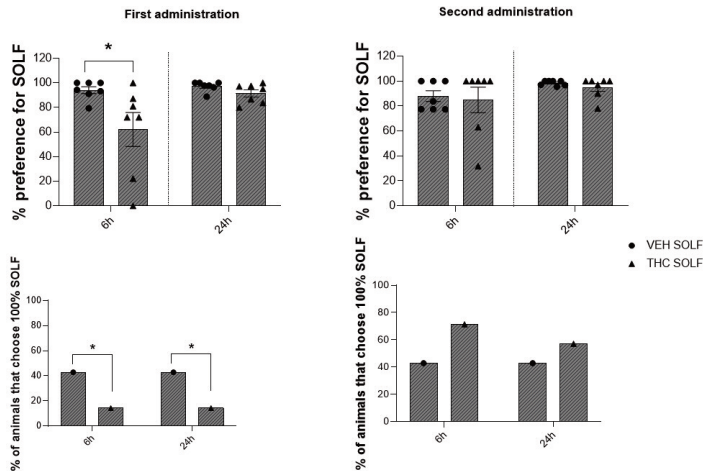 First administration
Second administration
*
% preference for SOLF
120
100
80
60
40
20
0
6h
24h
% preference for SOLF
120
100
80
60
40
20
0
6h
24h
VEH SOLF
THC SOLF
% of animals that choose 100% SOLF
100
80
60
40
20
0
*
*
6h
24h
% of animals that choose 100% SOLF
100
80
60
40
20
0
6h
24h